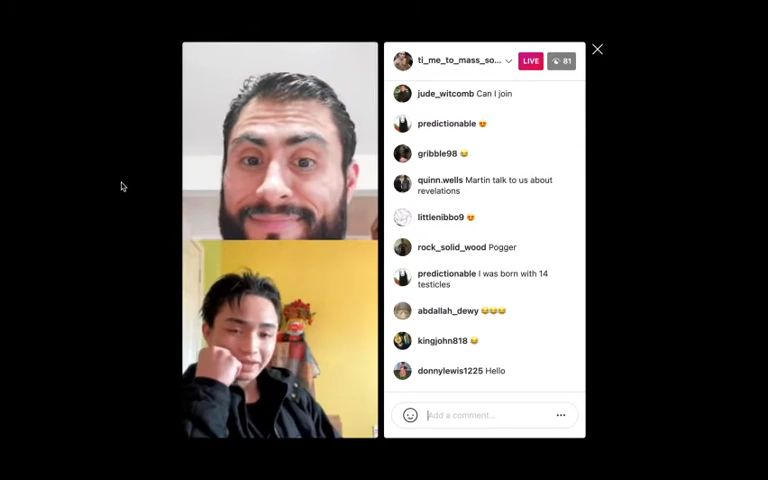 ti_me_to_mass_so...
LIVE
81
jude_witcomb Can I join
predictionable 😍
gribble98 😂
quinn.wells Martin talk to us about
revelations
littlenibbo9 😍
rock_solid_wood Pogger
predictionable I was born with 14
testicles
abdallah_dewy 😂😂😂
kingjohn818 😂
donnylewis1225 Hello
Add a comment...